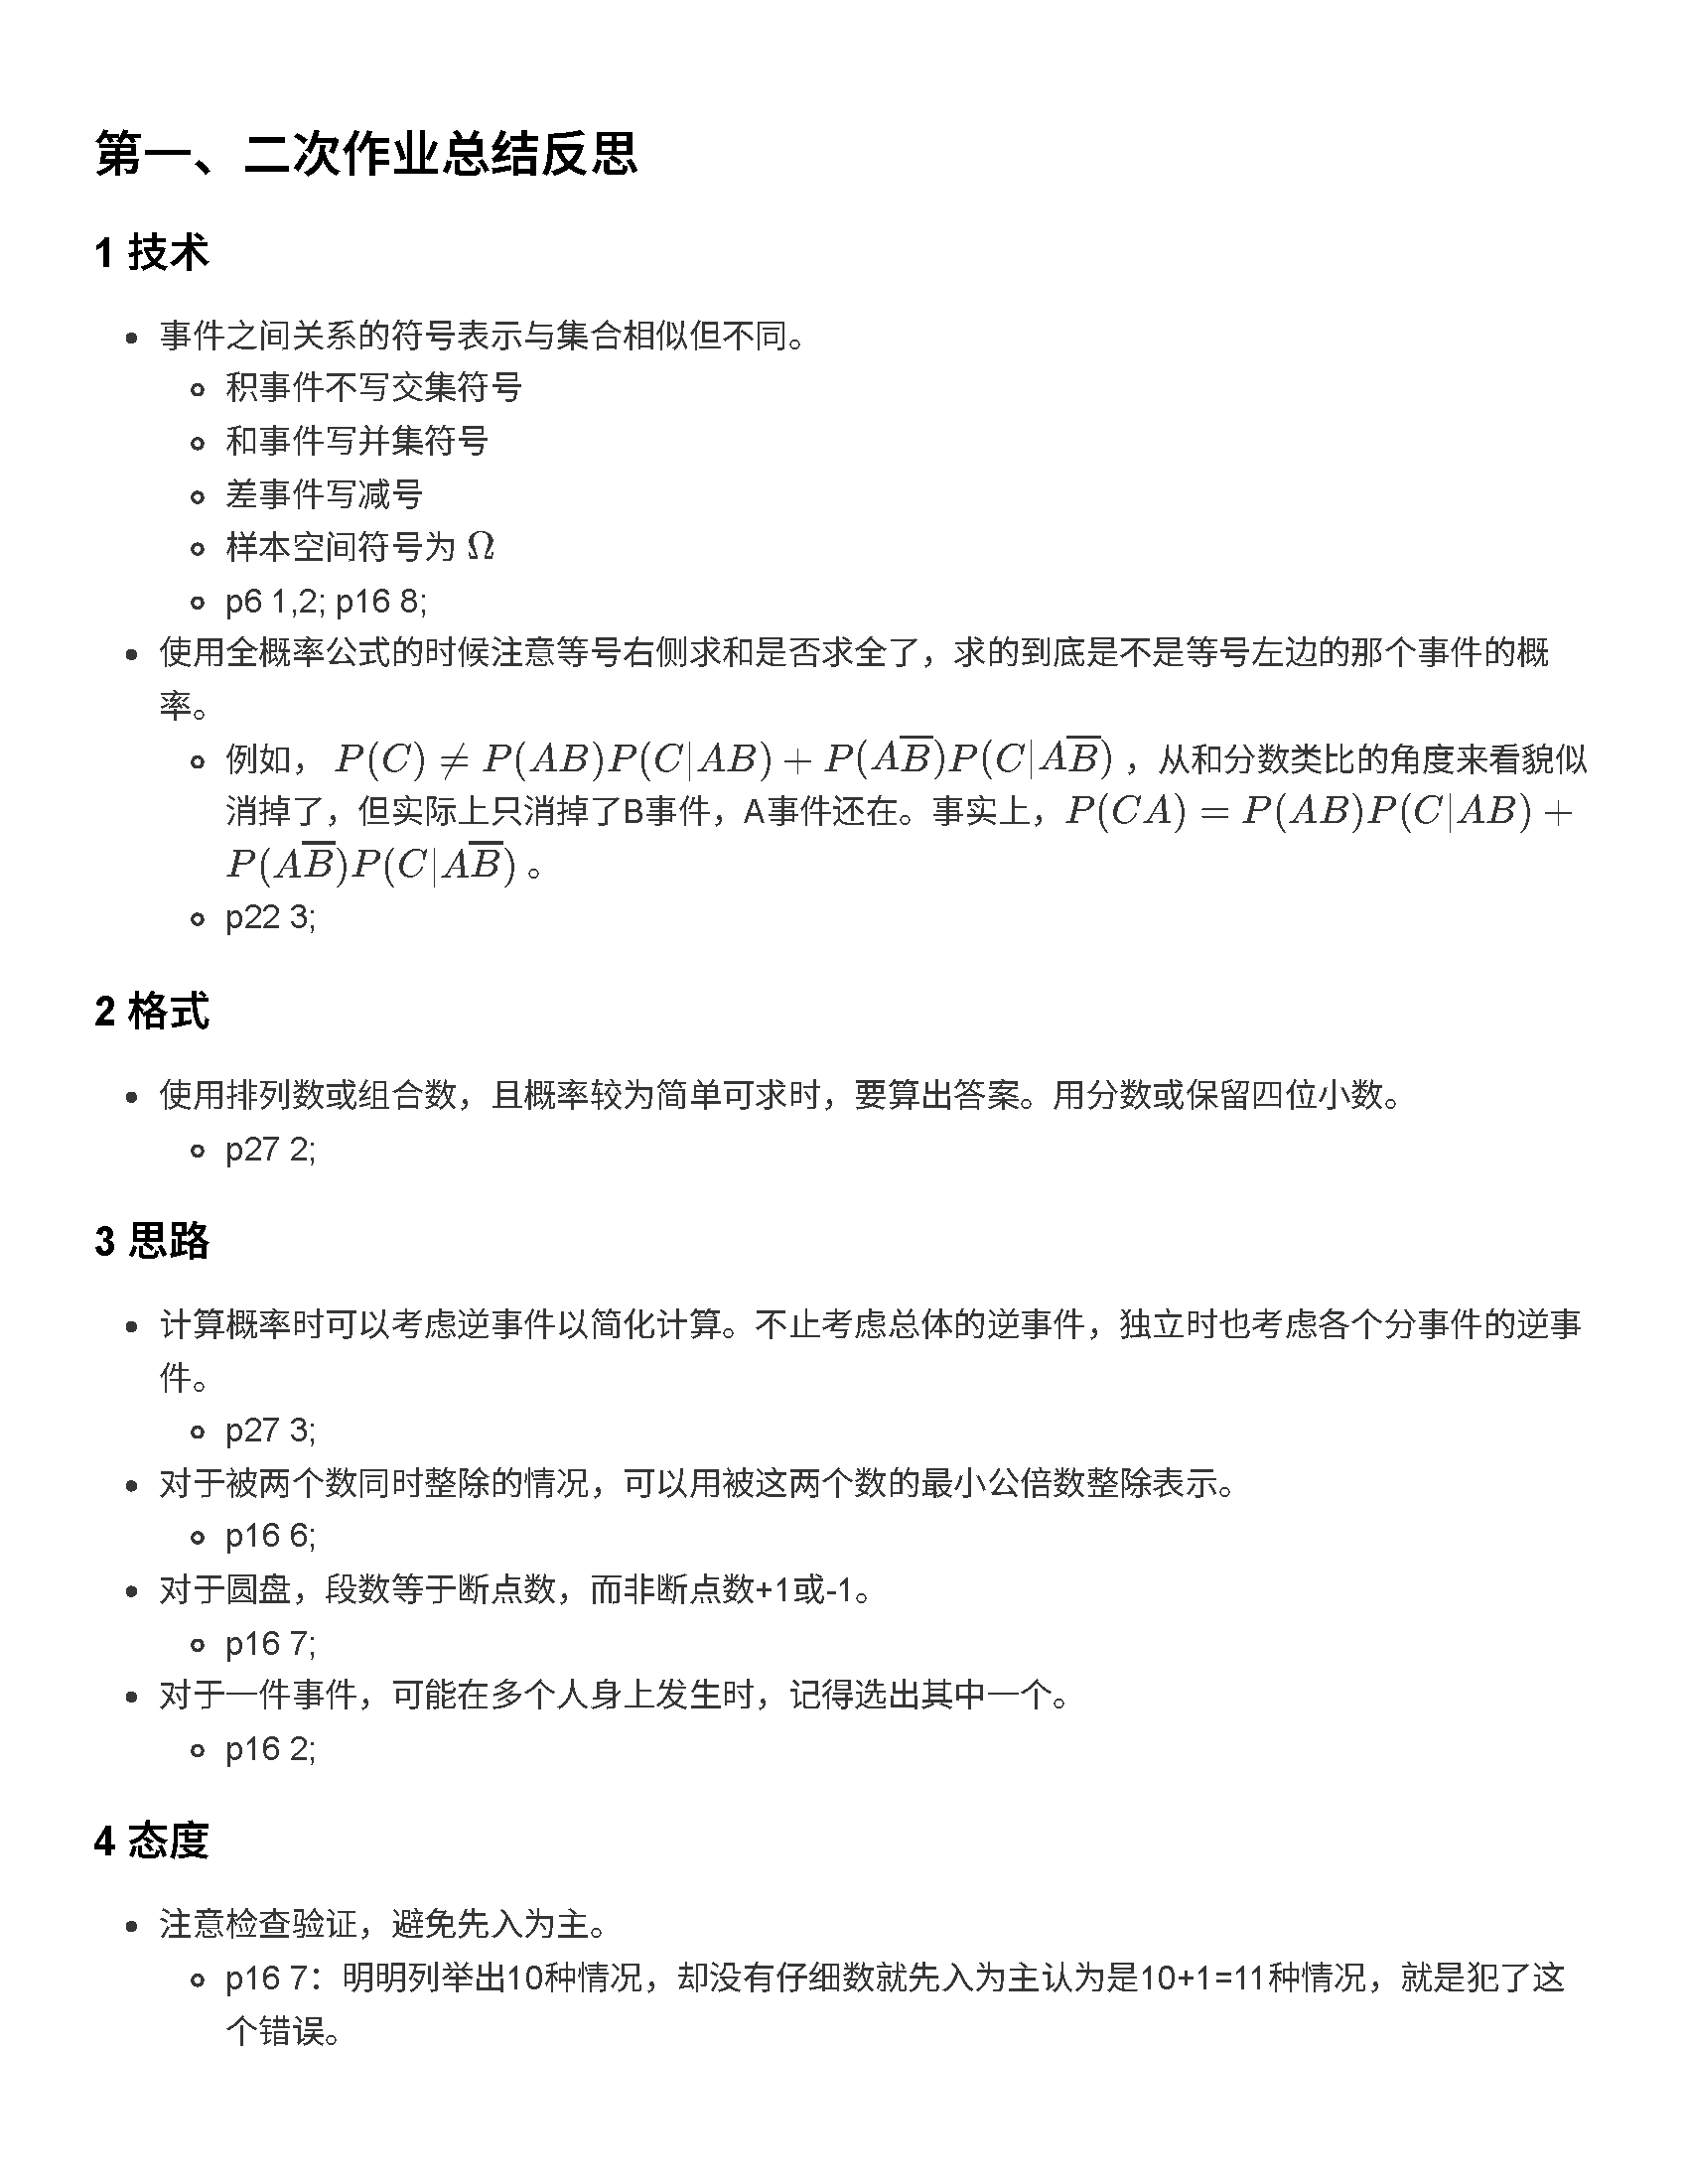 第一、二次作业总结反思
1 技术
• 事件之间关系的符号表示与集合相似但不同。
◦ 积事件不写交集符号
◦ 和事件写并集符号
◦ 差事件写减号
◦ 样本空间符号为 Ω
◦ p6 1,2; p16 8;
• 使用全概率公式的时候注意等号右侧求和是否求全了，求的到底是不是等号左边的那个事件的概
率。
◦ 例如， $P(C) \neq P(AB)P(C|AB) + P(A\overline{B})P(C|A\overline{B})$ ，从和分数类比的角度来看貌似
消掉了，但实际上只消掉了B事件，A事件还在。事实上，$P(CA) = P(AB)P(C|AB) +$
$P(A\overline{B})P(C|A\overline{B})$ 。
◦ p22 3;
2 格式
• 使用排列数或组合数，且概率较为简单可求时，要算出答案。用分数或保留四位小数。
◦ p27 2;
3 思路
• 计算概率时可以考虑逆事件以简化计算。不止考虑总体的逆事件，独立时也考虑各个分事件的逆事
件。
◦ p27 3;
• 对于被两个数同时整除的情况，可以用被这两个数的最小公倍数整除表示。
◦ p16 6;
• 对于圆盘，段数等于断点数，而非断点数+1或-1。
◦ p16 7;
• 对于一件事件，可能在多个人身上发生时，记得选出其中一个。
◦ p16 2;
4 态度
• 注意检查验证，避免先入为主。
◦ p16 7：明明列举出10种情况，却没有仔细数就先入为主认为是10+1=11种情况，就是犯了这
个错误。